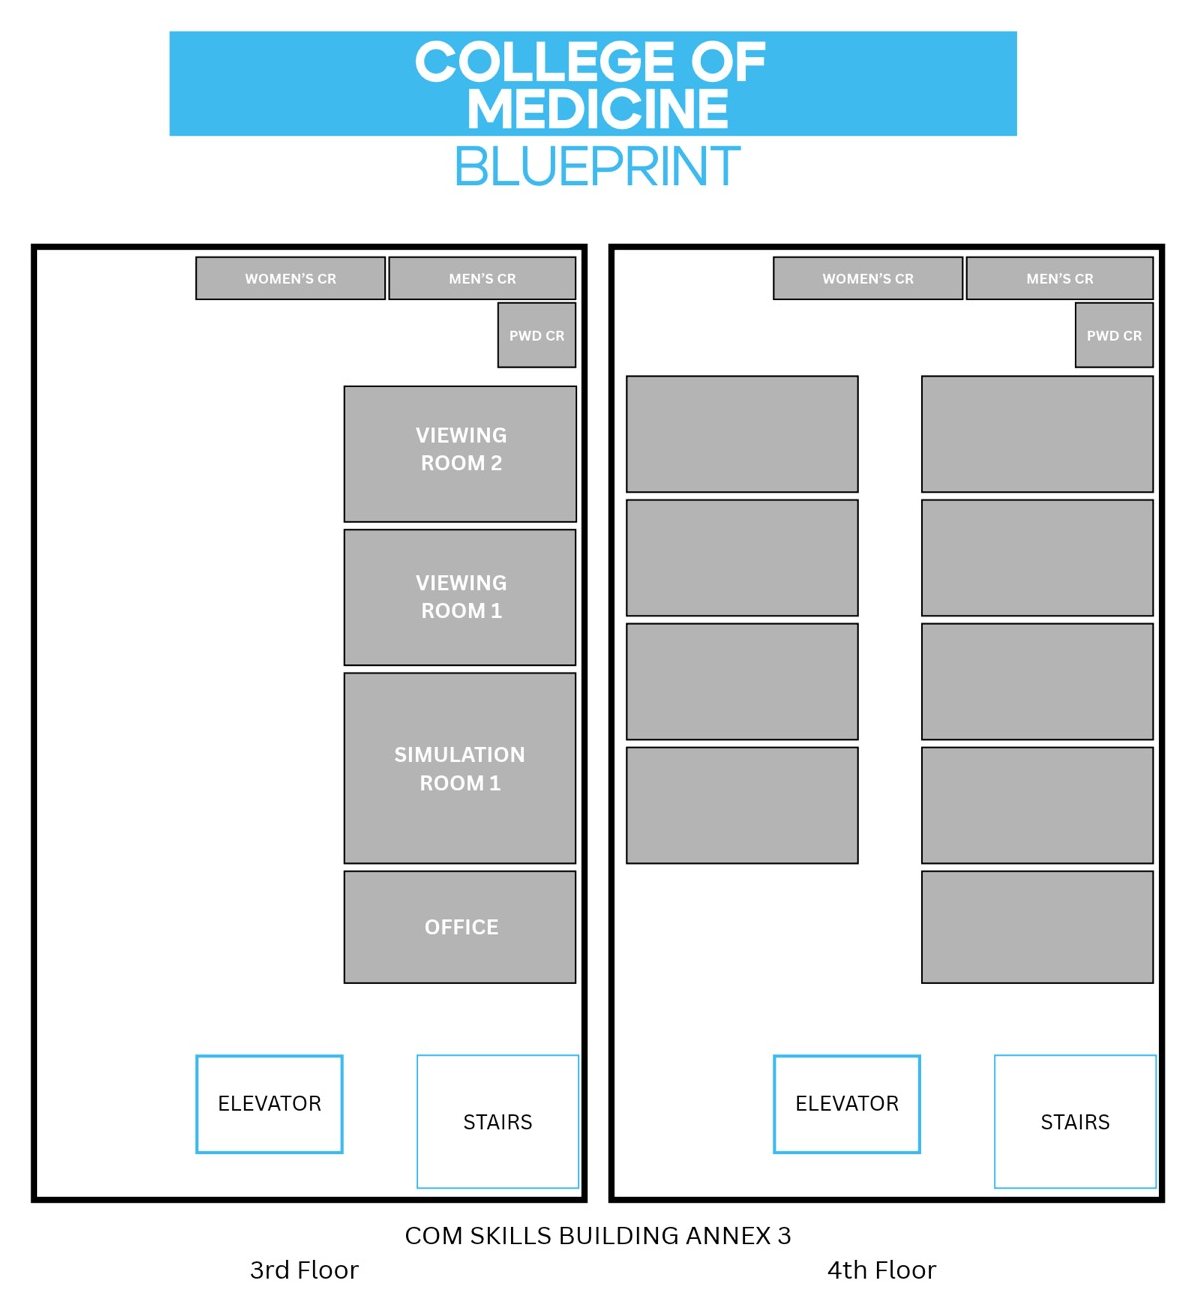 COLLEGE OF
MEDICINE
BLUEPRINT
WOMEN'S CR
MEN'S CR
PWD CR
VIEWING
ROOM 2
VIEWING
ROOM 1
SIMULATION
ROOM 1
OFFICE
ELEVATOR
STAIRS
WOMEN'S CR
MEN'S CR
PWD CR
ELEVATOR
STAIRS
COM SKILLS BUILDING ANNEX 3
3rd Floor
4th Floor